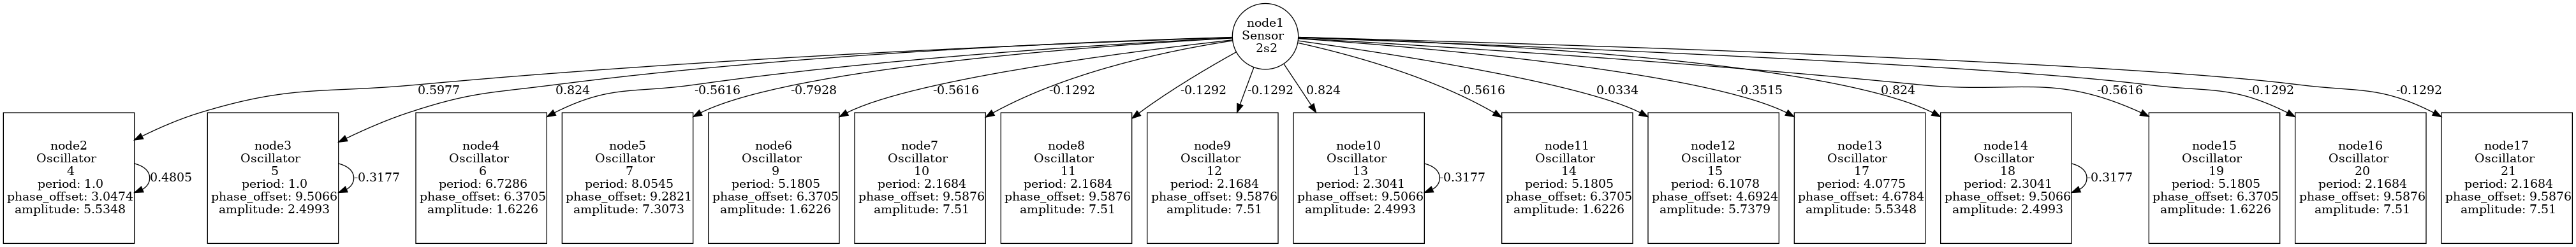 node1
Sensor
2s2
0.5977
0.824
-0.5616
-0.7928
-0.5616
-0.1292
-0.1292
-0.1292
0.824
-0.5616
0.0334
-0.3515
0.824
-0.5616
-0.1292
-0.1292
node2
Oscillator
4
period: 1.0
phase_offset: 3.0474
amplitude: 5.5348
0.4805
node3
Oscillator
5
period: 1.0
phase_offset: 9.5066
amplitude: 2.4993
-0.3177
node4
Oscillator
6
period: 6.7286
phase_offset: 6.3705
amplitude: 1.6226
node5
Oscillator
7
period: 8.0545
phase_offset: 9.2821
amplitude: 7.3073
node6
Oscillator
9
period: 5.1805
phase_offset: 6.3705
amplitude: 1.6226
node7
Oscillator
10
period: 2.1684
phase_offset: 9.5876
amplitude: 7.51
node8
Oscillator
11
period: 2.1684
phase_offset: 9.5876
amplitude: 7.51
node9
Oscillator
12
period: 2.1684
phase_offset: 9.5876
amplitude: 7.51
node10
Oscillator
13
period: 2.3041
phase_offset: 9.5066
amplitude: 2.4993
-0.3177
node11
Oscillator
14
period: 5.1805
phase_offset: 6.3705
amplitude: 1.6226
node12
Oscillator
15
period: 6.1078
phase_offset: 4.6924
amplitude: 5.7379
node13
Oscillator
17
period: 4.0775
phase_offset: 4.6784
amplitude: 5.5348
node14
Oscillator
18
period: 2.3041
phase_offset: 9.5066
amplitude: 2.4993
-0.3177
node15
Oscillator
19
period: 5.1805
phase_offset: 6.3705
amplitude: 1.6226
node16
Oscillator
20
period: 2.1684
phase_offset: 9.5876
amplitude: 7.51
node17
Oscillator
21
period: 2.1684
phase_offset: 9.5876
amplitude: 7.51